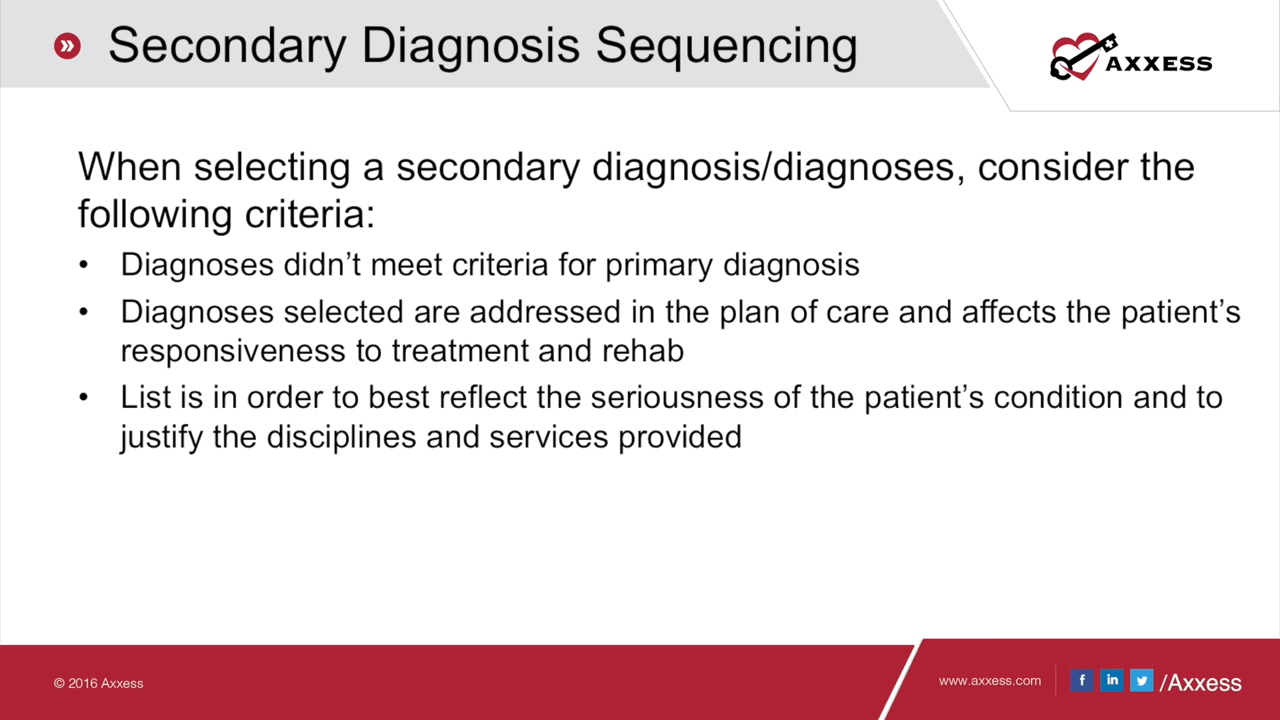 Secondary Diagnosis Sequencing
AXXESS
When selecting a secondary diagnosis/diagnoses, consider the
following criteria:
• Diagnoses didn’t meet criteria for primary diagnosis
• Diagnoses selected are addressed in the plan of care and affects the patient’s
responsiveness to treatment and rehab
• List is in order to best reflect the seriousness of the patient’s condition and to
justify the disciplines and services provided
© 2016 Axxess
www.axxess.com f in /Axxess